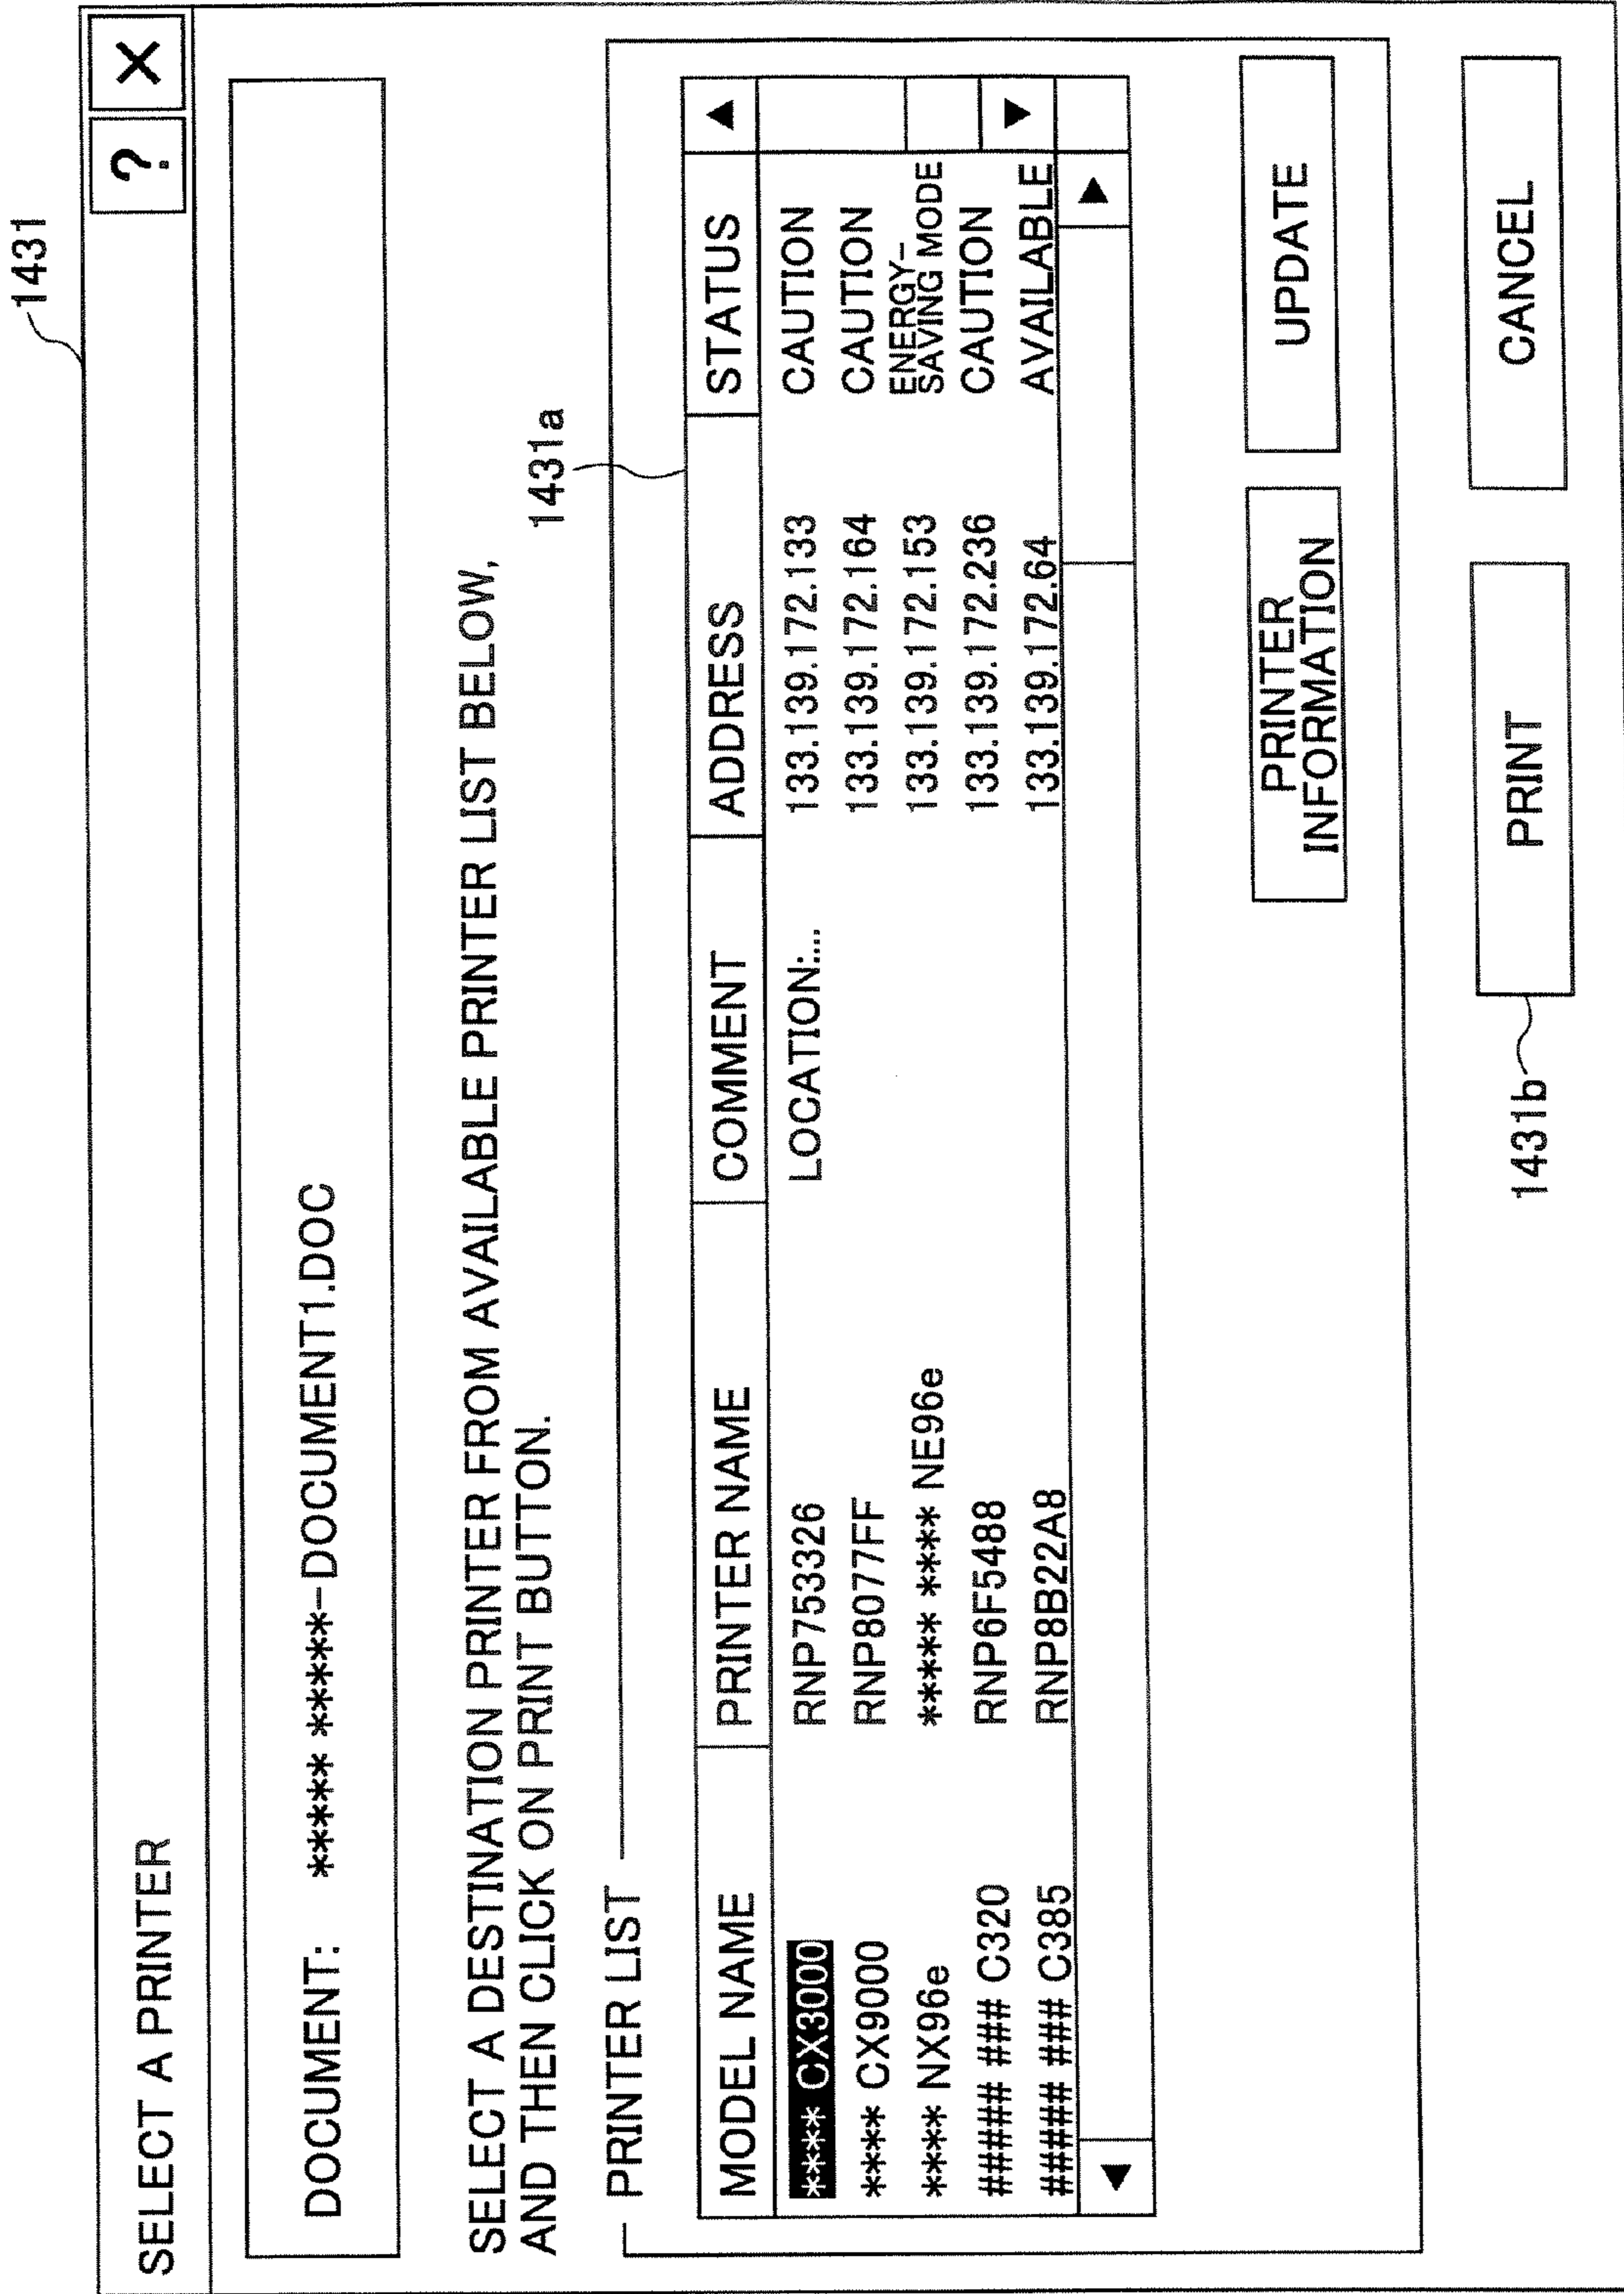 1431
SELECT A PRINTER
? X
DOCUMENT: **** ****-DOCUMENT1.DOC
SELECT A DESTINATION PRINTER FROM AVAILABLE PRINTER LIST BELOW,
AND THEN CLICK ON PRINT BUTTON.
1431a
PRINTER LIST
MODEL NAME PRINTER NAME COMMENT ADDRESS STATUS
**** CX3000 RNP753326 LOCATION:... 133.139.172.133 CAUTION
**** CX9000 RNP8077FF 133.139.172.164 CAUTION
**** NX96e ***** **** NE96e 133.139.172.153 ENERGY-
SAVING MODE
##### ### C320 RNP6F5488 133.139.172.236 CAUTION
##### ### C385 RNP8B22A8 133.139.172.64 AVAILABLE
PRINTER
INFORMATION
UPDATE
1431b
PRINT
CANCEL